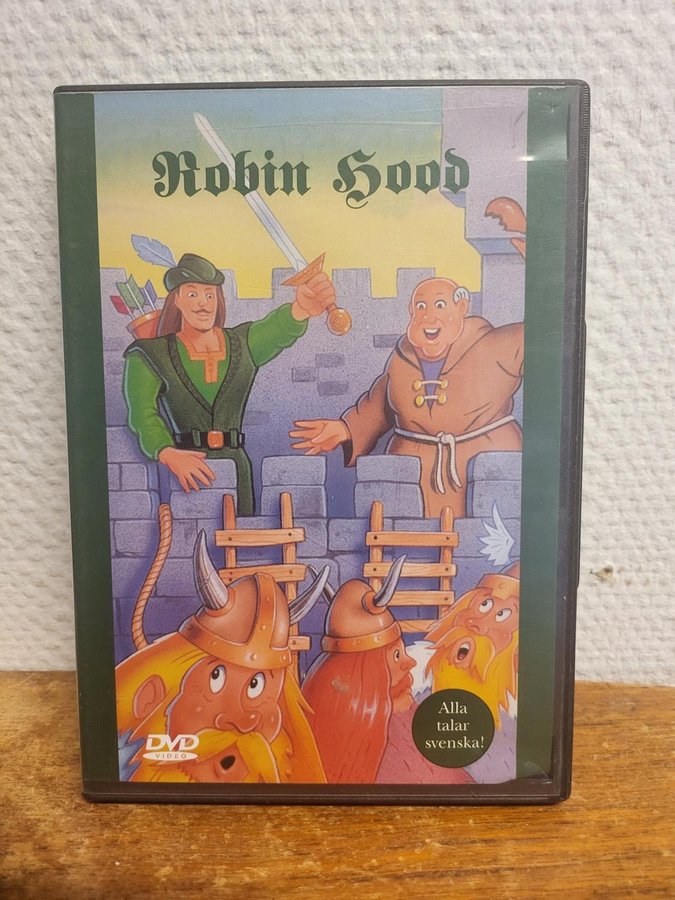 Robin Hood
Alla
talar
svenska!
DVD
VIDEO